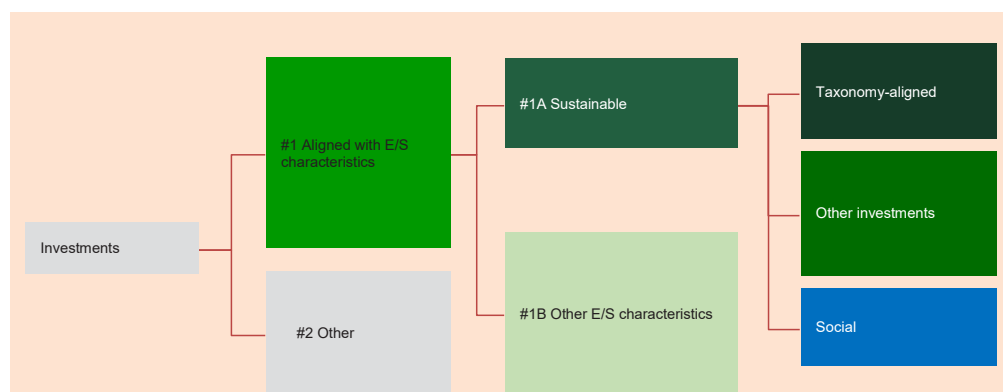 Investments
#1 Aligned with E/S
characteristics
#2 Other
#1A Sustainable
#1B Other E/S characteristics
Taxonomy-aligned
Other investments
Social